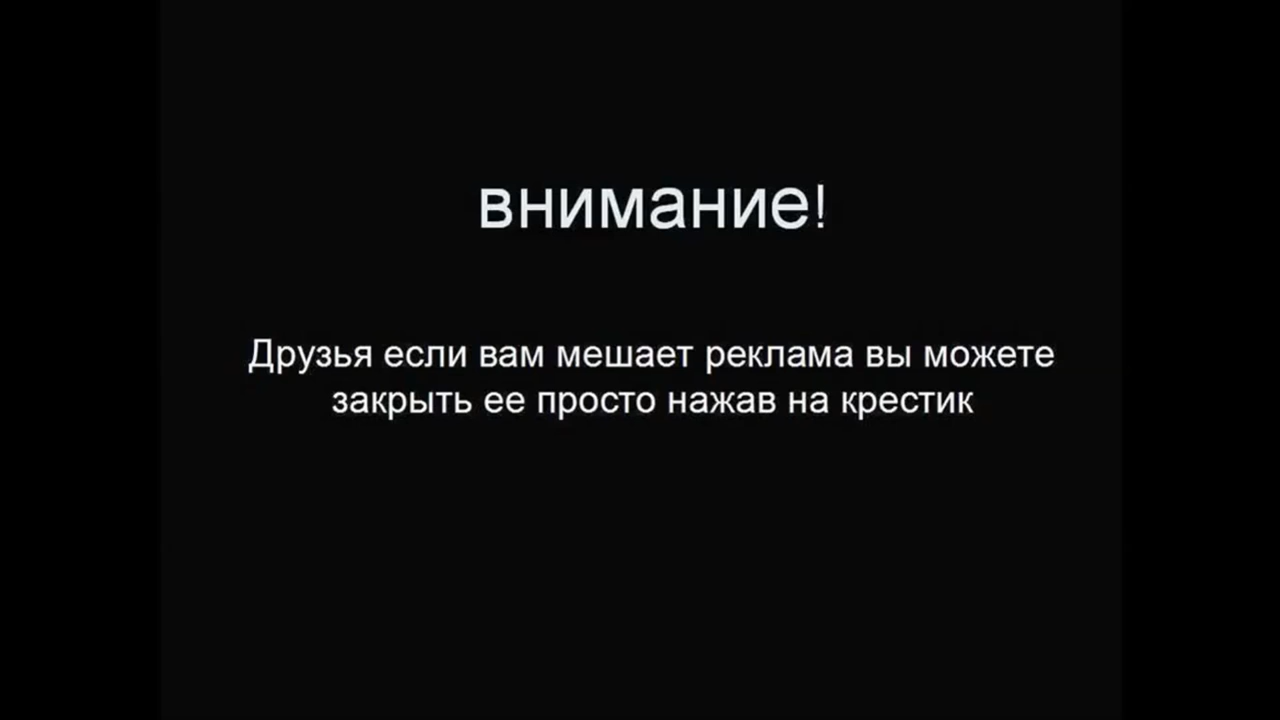 внимание!
Друзья если вам мешает реклама вы можете
закрыть ее просто нажав на крестик